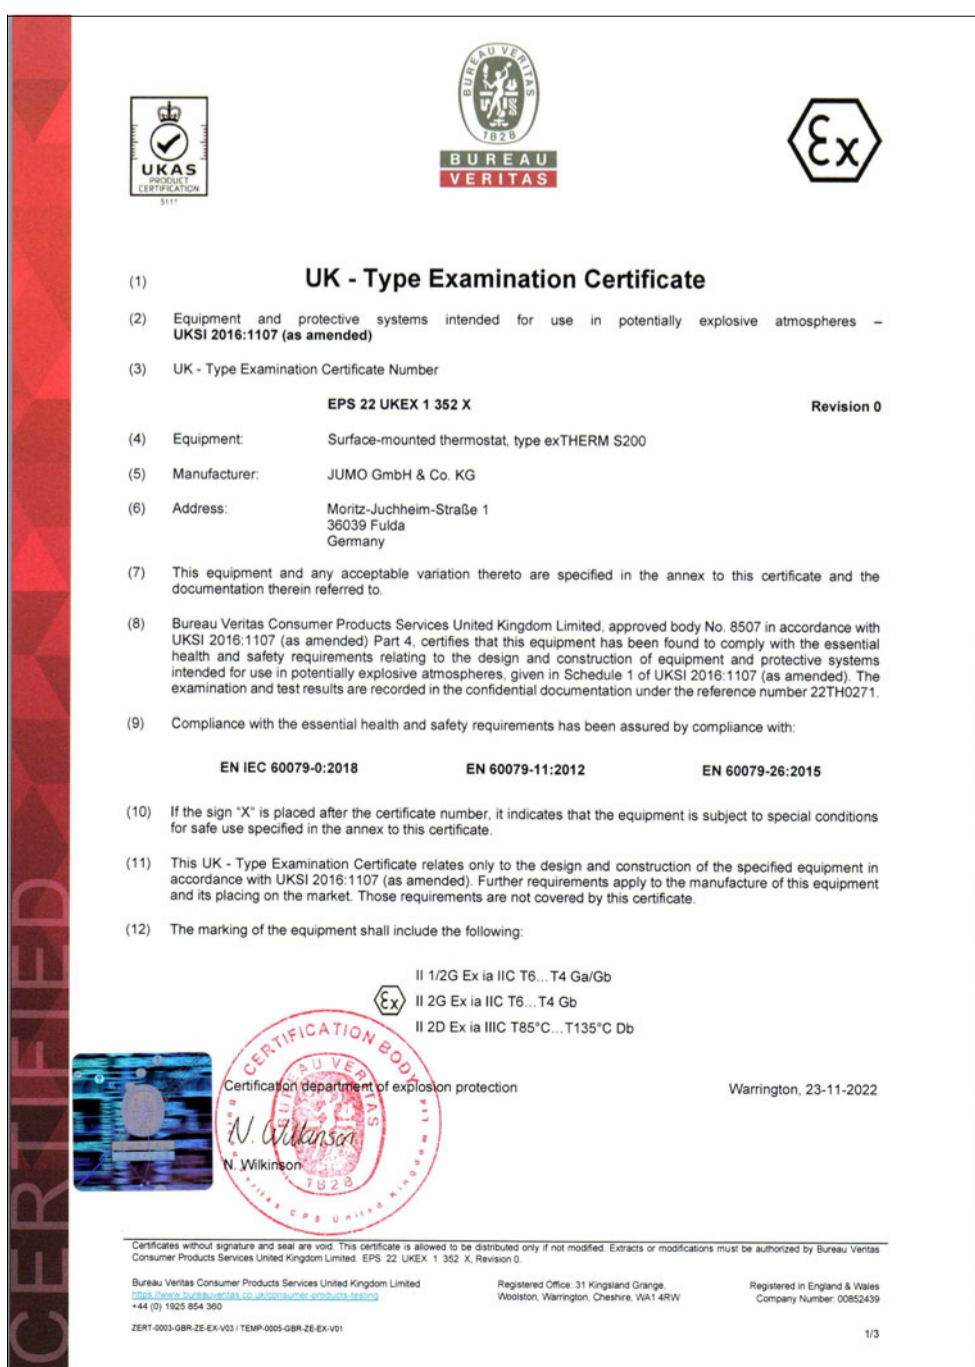 BUREAU VERITAS
1828
BUREAU
VERITAS
UKAS
PRODUCT
CERTIFICATION
5111
Ex
(1) UK - Type Examination Certificate
(2) Equipment and protective systems intended for use in potentially explosive atmospheres –
UKSI 2016:1107 (as amended)
(3) UK - Type Examination Certificate Number
EPS 22 UKEX 1 352 X Revision 0
(4) Equipment: Surface-mounted thermostat, type exTHERM S200
(5) Manufacturer: JUMO GmbH & Co. KG
(6) Address: Moritz-Juchheim-Straße 1
36039 Fulda
Germany
(7) This equipment and any acceptable variation thereto are specified in the annex to this certificate and the
documentation therein referred to.
(8) Bureau Veritas Consumer Products Services United Kingdom Limited, approved body No. 8507 in accordance with
UKSI 2016:1107 (as amended) Part 4, certifies that this equipment has been found to comply with the essential
health and safety requirements relating to the design and construction of equipment and protective systems
intended for use in potentially explosive atmospheres, given in Schedule 1 of UKSI 2016:1107 (as amended). The
examination and test results are recorded in the confidential documentation under the reference number 22TH0271.
(9) Compliance with the essential health and safety requirements has been assured by compliance with:
EN IEC 60079-0:2018 EN 60079-11:2012 EN 60079-26:2015
(10) If the sign "X" is placed after the certificate number, it indicates that the equipment is subject to special conditions
for safe use specified in the annex to this certificate.
(11) This UK - Type Examination Certificate relates only to the design and construction of the specified equipment in
accordance with UKSI 2016:1107 (as amended). Further requirements apply to the manufacture of this equipment
and its placing on the market. Those requirements are not covered by this certificate.
(12) The marking of the equipment shall include the following:
II 1/2G Ex ia IIC T6...T4 Ga/Gb
Ex II 2G Ex ia IIC T6...T4 Gb
II 2D Ex ia IIIC T85°C...T135°C Db
CERTIFICATION BODY
BUREAU VERITAS
1828
Veritas CPS United Kingdom Ltd
Certification department of explosion protection Warrington, 23-11-2022
N. Wilkinson
N. Wilkinson
CERTIFIED
Certificates without signature and seal are void. This certificate is allowed to be distributed only if not modified. Extracts or modifications must be authorized by Bureau Veritas
Consumer Products Services United Kingdom Limited. EPS 22 UKEX 1 352 X, Revision 0.
Bureau Veritas Consumer Products Services United Kingdom Limited
https://www.bureauveritas.co.uk/consumer-products-testing
+44 (0) 1925 854 360
Registered Office: 31 Kingsland Grange,
Woolston, Warrington, Cheshire, WA1 4RW
Registered in England & Wales
Company Number: 00852439
ZERT-0003-GBR-ZE-EX-V03 / TEMP-0005-GBR-ZE-EX-V01
1/3